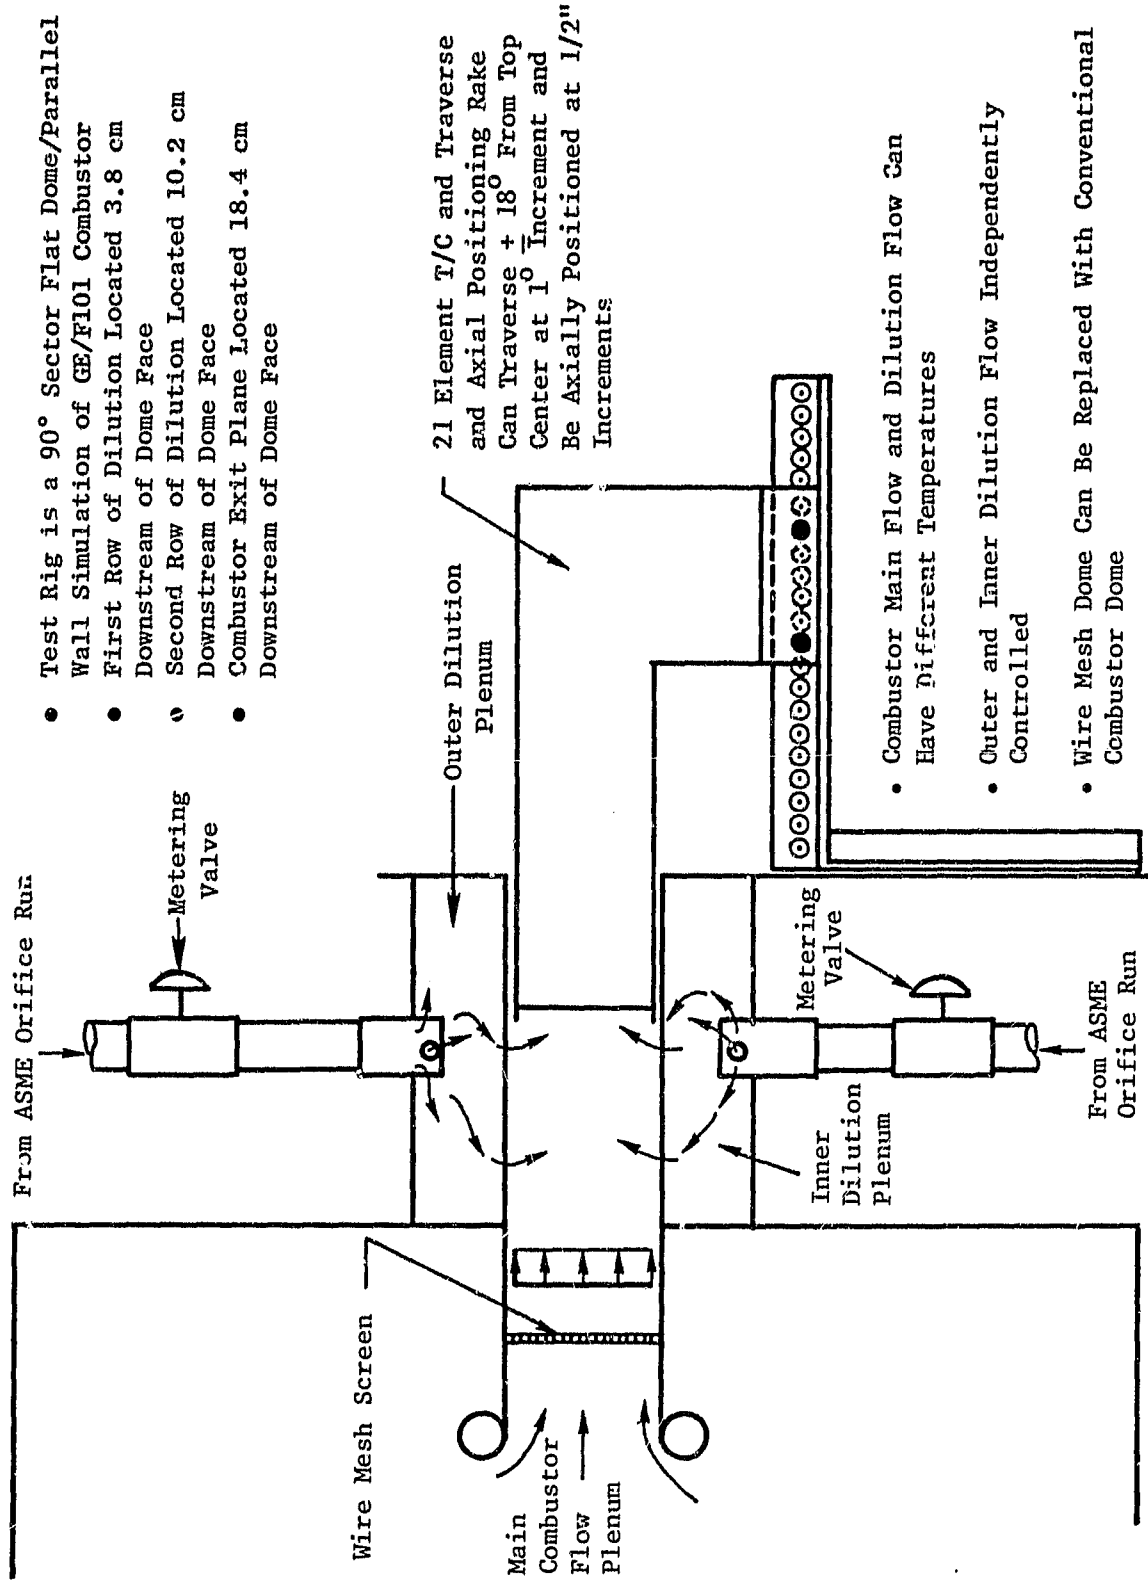 • Test Rig is a 90° Sector Flat Dome/Parallel
Wall Simulation of GE/F101 Combustor
• First Row of Dilution Located 3.8 cm
Downstream of Dome Face
• Second Row of Dilution Located 10.2 cm
Downstream of Dome Face
• Combustor Exit Plane Located 18.4 cm
Downstream of Dome Face
From ASME Orifice Run
Metering
Valve
Outer Dilution
Plenum
21 Element T/C and Traverse
and Axial Positioning Rake
Can Traverse ± 18° From Top
Center at 1° Increment and
Be Axially Positioned at 1/2"
Increments
Wire Mesh Screen
Main
Combustor
Flow
Plenum
Inner
Dilution
Plenum
Metering
Valve
From ASME
Orifice Run
• Combustor Main Flow and Dilution Flow Can
Have Different Temperatures
• Outer and Inner Dilution Flow Independently
Controlled
• Wire Mesh Dome Can Be Replaced With Conventional
Combustor Dome